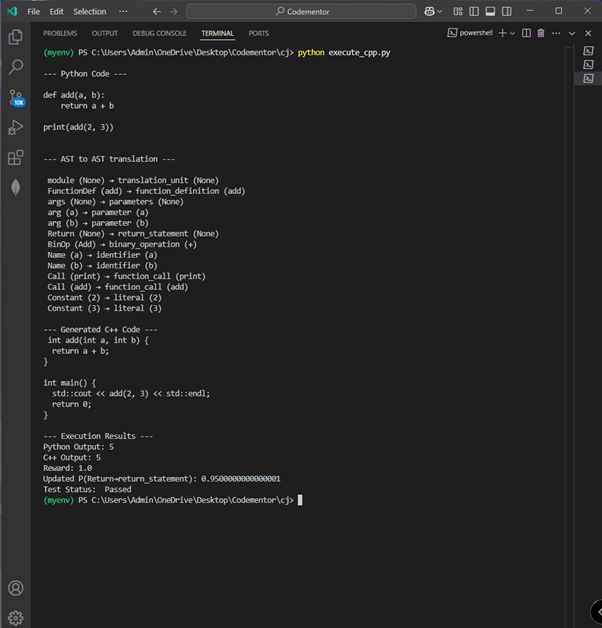 File Edit Selection ··· Codementor
PROBLEMS OUTPUT DEBUG CONSOLE TERMINAL PORTS powershell
10K
(myenv) PS C:\Users\Admin\OneDrive\Desktop\Codementor\cj> python execute_cpp.py
--- Python Code ---
def add(a, b):
    return a + b
print(add(2, 3))
--- AST to AST translation ---
module (None) → translation_unit (None)
FunctionDef (add) → function_definition (add)
args (None) → parameters (None)
arg (a) → parameter (a)
arg (b) → parameter (b)
Return (None) → return_statement (None)
BinOp (Add) → binary_operation (+)
Name (a) → identifier (a)
Name (b) → identifier (b)
Call (print) → function_call (print)
Call (add) → function_call (add)
Constant (2) → literal (2)
Constant (3) → literal (3)
--- Generated C++ Code ---
int add(int a, int b) {
  return a + b;
}
int main() {
  std::cout << add(2, 3) << std::endl;
  return 0;
}
--- Execution Results ---
Python Output: 5
C++ Output: 5
Reward: 1.0
Updated P(Return→return_statement): 0.9500000000000001
Test Status:  Passed
(myenv) PS C:\Users\Admin\OneDrive\Desktop\Codementor\cj>